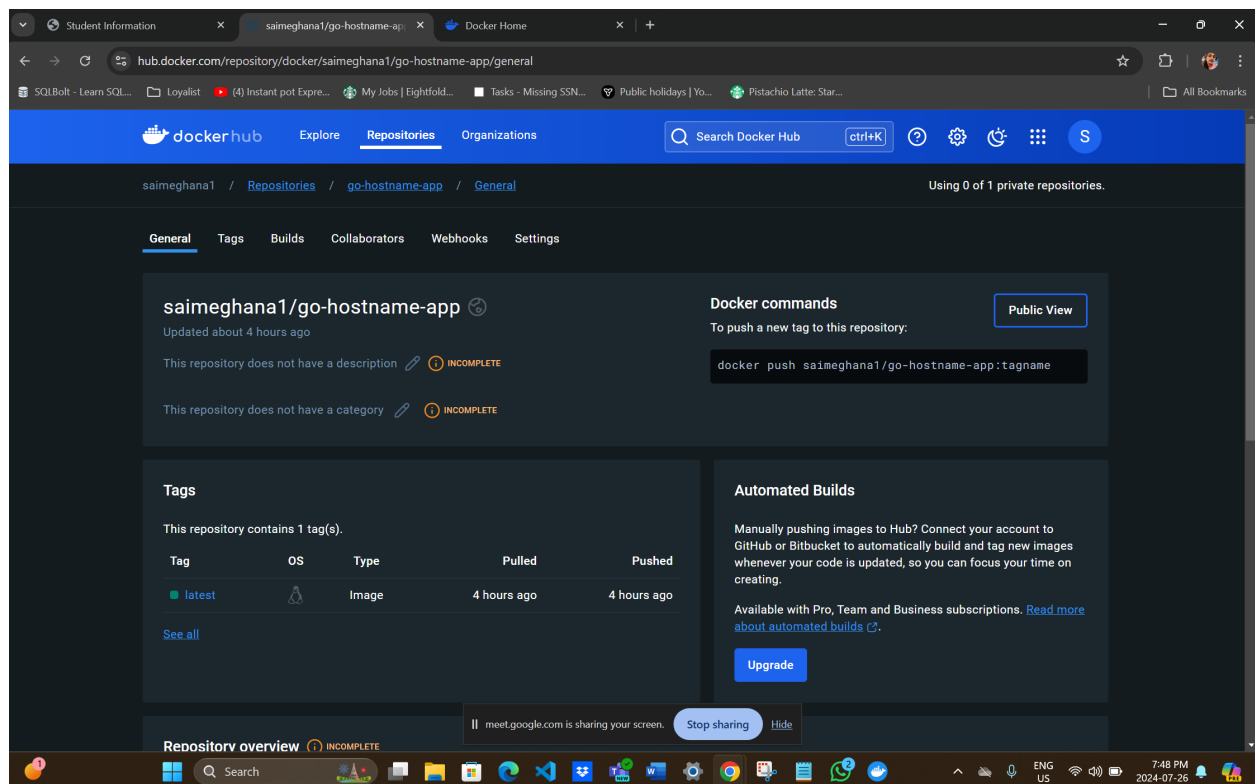 Student Information
saimeghana1/go-hostname-ap
Docker Home
hub.docker.com/repository/docker/saimeghana1/go-hostname-app/general
SQLBolt - Learn SQL...
Loyalist
(4) Instant pot Expre...
My Jobs | Eightfold...
Tasks - Missing SSN...
Public holidays | Yo...
Pistachio Latte: Star...
All Bookmarks
dockerhub
Explore
Repositories
Organizations
Search Docker Hub
ctrl+K
S
saimeghana1 / Repositories / go-hostname-app / General
Using 0 of 1 private repositories.
General
Tags
Builds
Collaborators
Webhooks
Settings
saimeghana1/go-hostname-app
Updated about 4 hours ago
This repository does not have a description
INCOMPLETE
This repository does not have a category
INCOMPLETE
Docker commands
Public View
To push a new tag to this repository:
docker push saimeghana1/go-hostname-app:tagname
Tags
This repository contains 1 tag(s).
Tag OS Type Pulled Pushed
latest Image 4 hours ago 4 hours ago
See all
Automated Builds
Manually pushing images to Hub? Connect your account to
GitHub or Bitbucket to automatically build and tag new images
whenever your code is updated, so you can focus your time on
creating.
Available with Pro, Team and Business subscriptions. Read more
about automated builds.
Upgrade
Repository overview
INCOMPLETE
meet.google.com is sharing your screen.
Stop sharing
Hide
1
Search
NEW
2
ENG
US
7:48 PM
2024-07-26
PRE